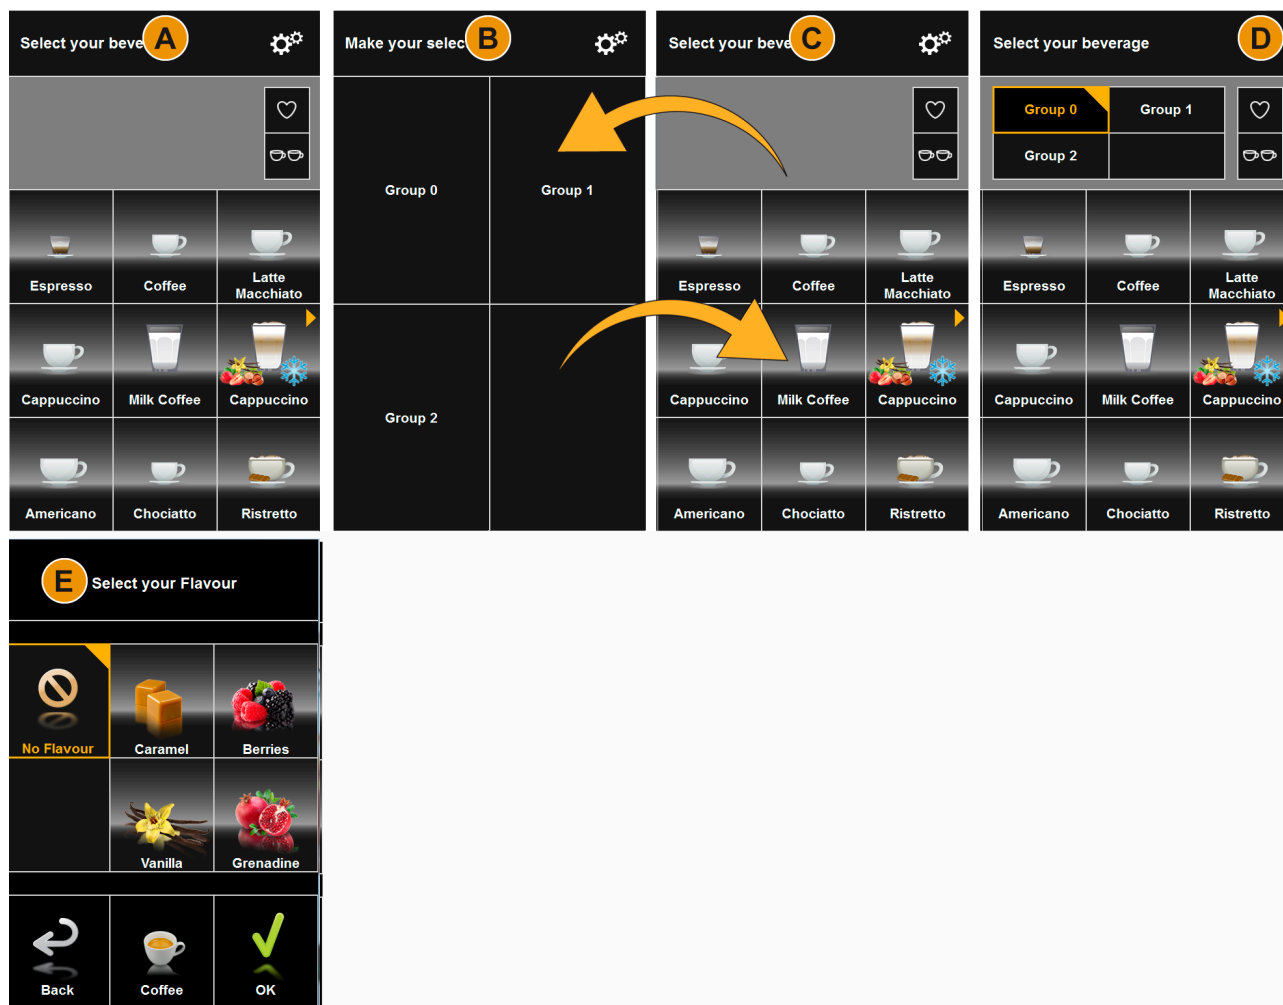 Select your beve
A
Make your selec
B
Select your beve
C
Select your beverage
D
Group 0
Group 1
Group 2
Group 0
Group 1
Group 2
Espresso
Coffee
Latte
Macchiato
Cappuccino
Milk Coffee
Cappuccino
Americano
Chociatto
Ristretto
Espresso
Coffee
Latte
Macchiato
Cappuccino
Milk Coffee
Cappuccino
Americano
Chociatto
Ristretto
Espresso
Coffee
Latte
Macchiato
Cappuccino
Milk Coffee
Cappuccino
Americano
Chociatto
Ristretto
E
Select your Flavour
No Flavour
Caramel
Berries
Vanilla
Grenadine
Back
Coffee
OK